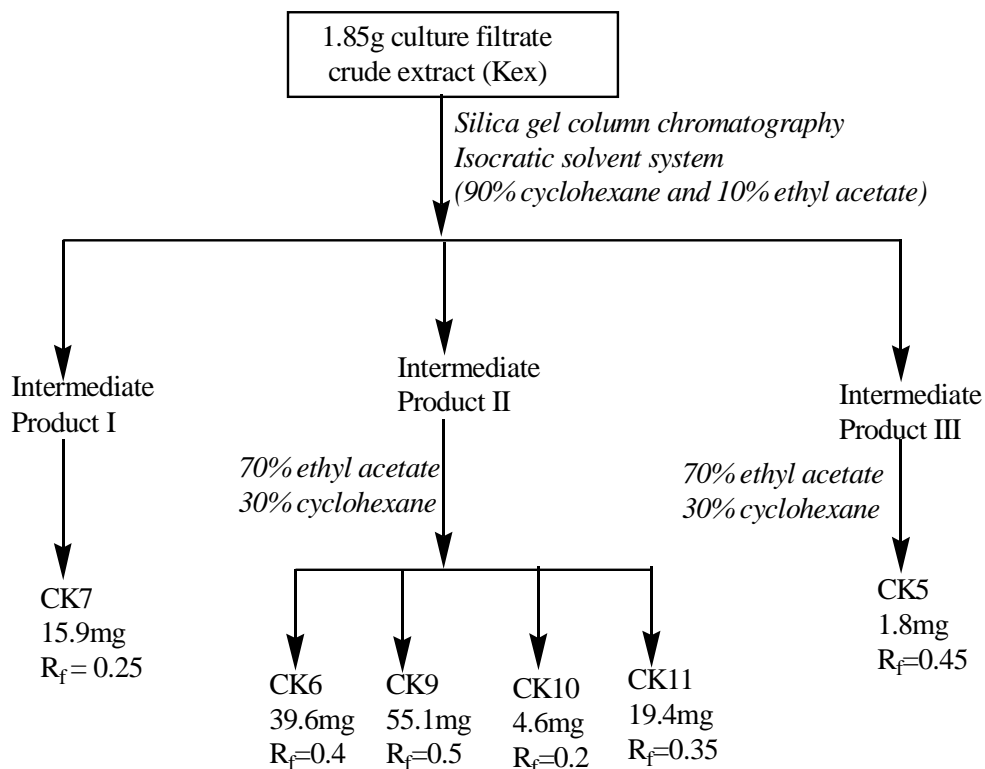 1.85g culture filtrate
crude extract (Kex)
Silica gel column chromatography
Isocratic solvent system
(90% cyclohexane and 10% ethyl acetate)
Intermediate
Product I
Intermediate
Product II
Intermediate
Product III
70% ethyl acetate
30% cyclohexane
70% ethyl acetate
30% cyclohexane
CK7
15.9mg
Rf = 0.25
CK6
39.6mg
Rf=0.4
CK9
55.1mg
Rf=0.5
CK10
4.6mg
Rf=0.2
CK11
19.4mg
Rf=0.35
CK5
1.8mg
Rf=0.45